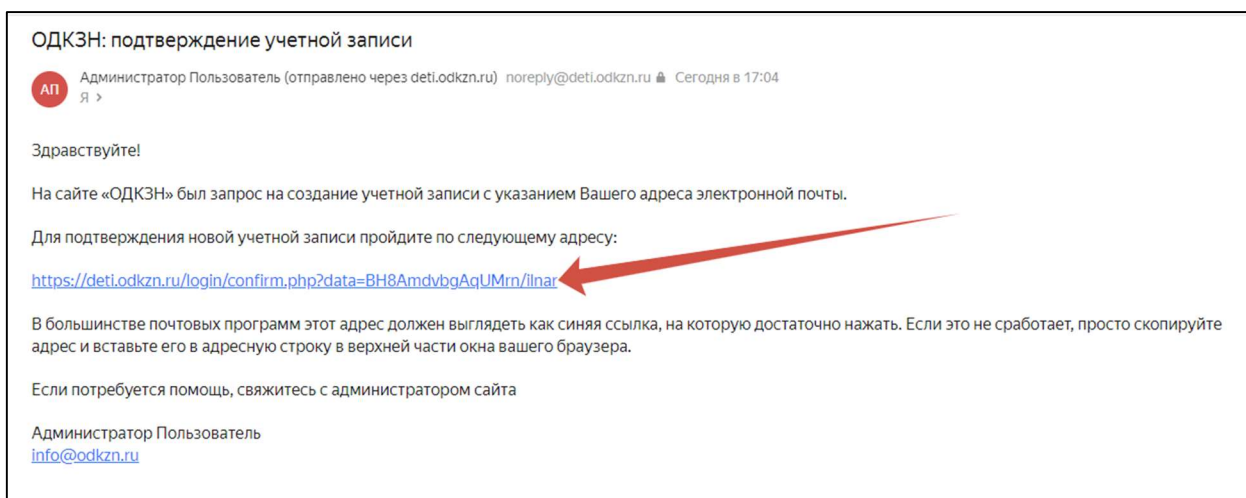 ОДКЗН: подтверждение учетной записи
АП
Администратор Пользователь (отправлено через deti.odkzn.ru) noreply@deti.odkzn.ru Сегодня в 17:04
Я >
Здравствуйте!
На сайте «ОДКЗН» был запрос на создание учетной записи с указанием Вашего адреса электронной почты.
Для подтверждения новой учетной записи пройдите по следующему адресу:
https://deti.odkzn.ru/login/confirm.php?data=BH8AmdvbgAqUMrn/ilnar
В большинстве почтовых программ этот адрес должен выглядеть как синяя ссылка, на которую достаточно нажать. Если это не сработает, просто скопируйте
адрес и вставьте его в адресную строку в верхней части окна вашего браузера.
Если потребуется помощь, свяжитесь с администратором сайта
Администратор Пользователь
info@odkzn.ru